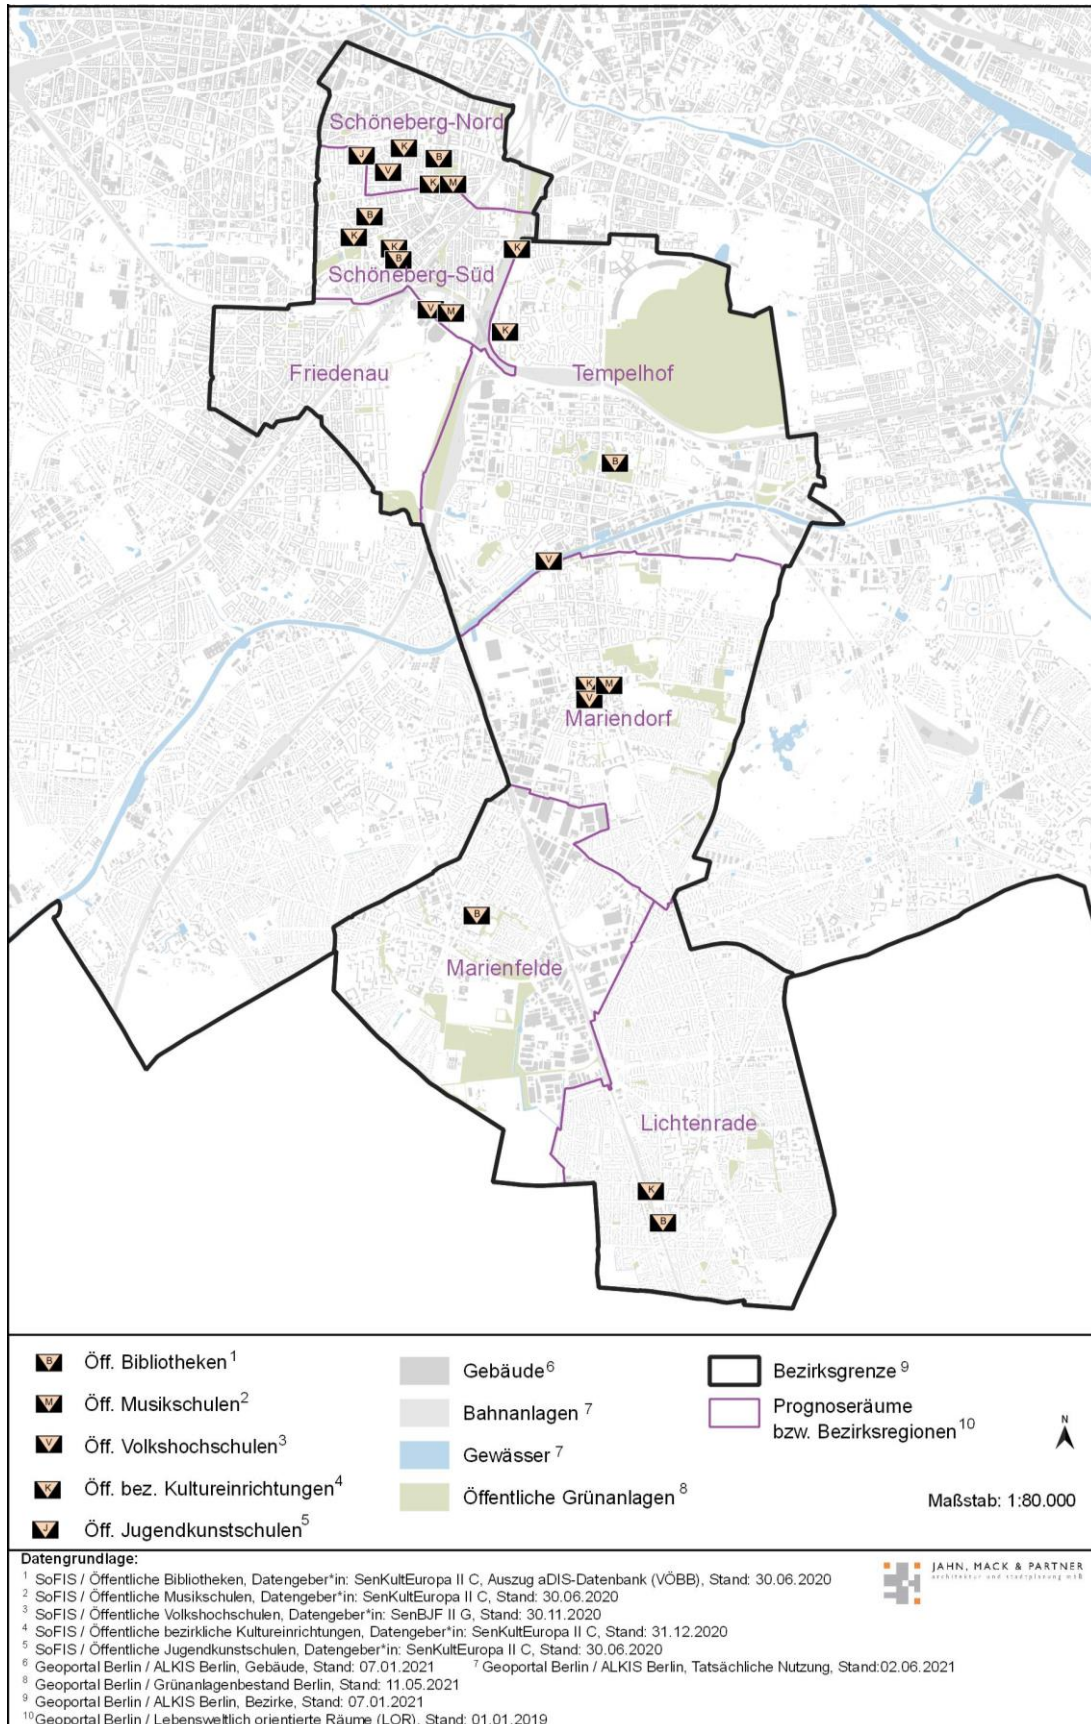 Schöneberg-Nord
K
J
B
V
K
M
B
K
K
K
B
Schöneberg-Süd
V
M
K
Friedenau
Tempelhof
B
V
K
M
V
Mariendorf
B
Marienfelde
Lichtenrade
K
B
B Öff. Bibliotheken 1
M Öff. Musikschulen 2
V Öff. Volkshochschulen 3
K Öff. bez. Kultureinrichtungen 4
J Öff. Jugendkunstschulen 5
Gebäude 6
Bahnanlagen 7
Gewässer 7
Öffentliche Grünanlagen 8
Bezirksgrenze 9
Prognoseräume
bzw. Bezirksregionen 10
N
Maßstab: 1:80.000
Datengrundlage:
1 SoFIS / Öffentliche Bibliotheken, Datengeber*in: SenKultEuropa II C, Auszug aDIS-Datenbank (VÖBB), Stand: 30.06.2020
2 SoFIS / Öffentliche Musikschulen, Datengeber*in: SenKultEuropa II C, Stand: 30.06.2020
3 SoFIS / Öffentliche Volkshochschulen, Datengeber*in: SenBJF II G, Stand: 30.11.2020
4 SoFIS / Öffentliche bezirkliche Kultureinrichtungen, Datengeber*in: SenKultEuropa II C, Stand: 31.12.2020
5 SoFIS / Öffentliche Jugendkunstschulen, Datengeber*in: SenKultEuropa II C, Stand: 30.06.2020
6 Geoportal Berlin / ALKIS Berlin, Gebäude, Stand: 07.01.2021 7 Geoportal Berlin / ALKIS Berlin, Tatsächliche Nutzung, Stand:02.06.2021
8 Geoportal Berlin / Grünanlagenbestand Berlin, Stand: 11.05.2021
9 Geoportal Berlin / ALKIS Berlin, Bezirke, Stand: 07.01.2021
10 Geoportal Berlin / Lebensweltlich orientierte Räume (LOR), Stand: 01.01.2019
JAHN, MACK & PARTNER
architektur und stadtplanung mbB